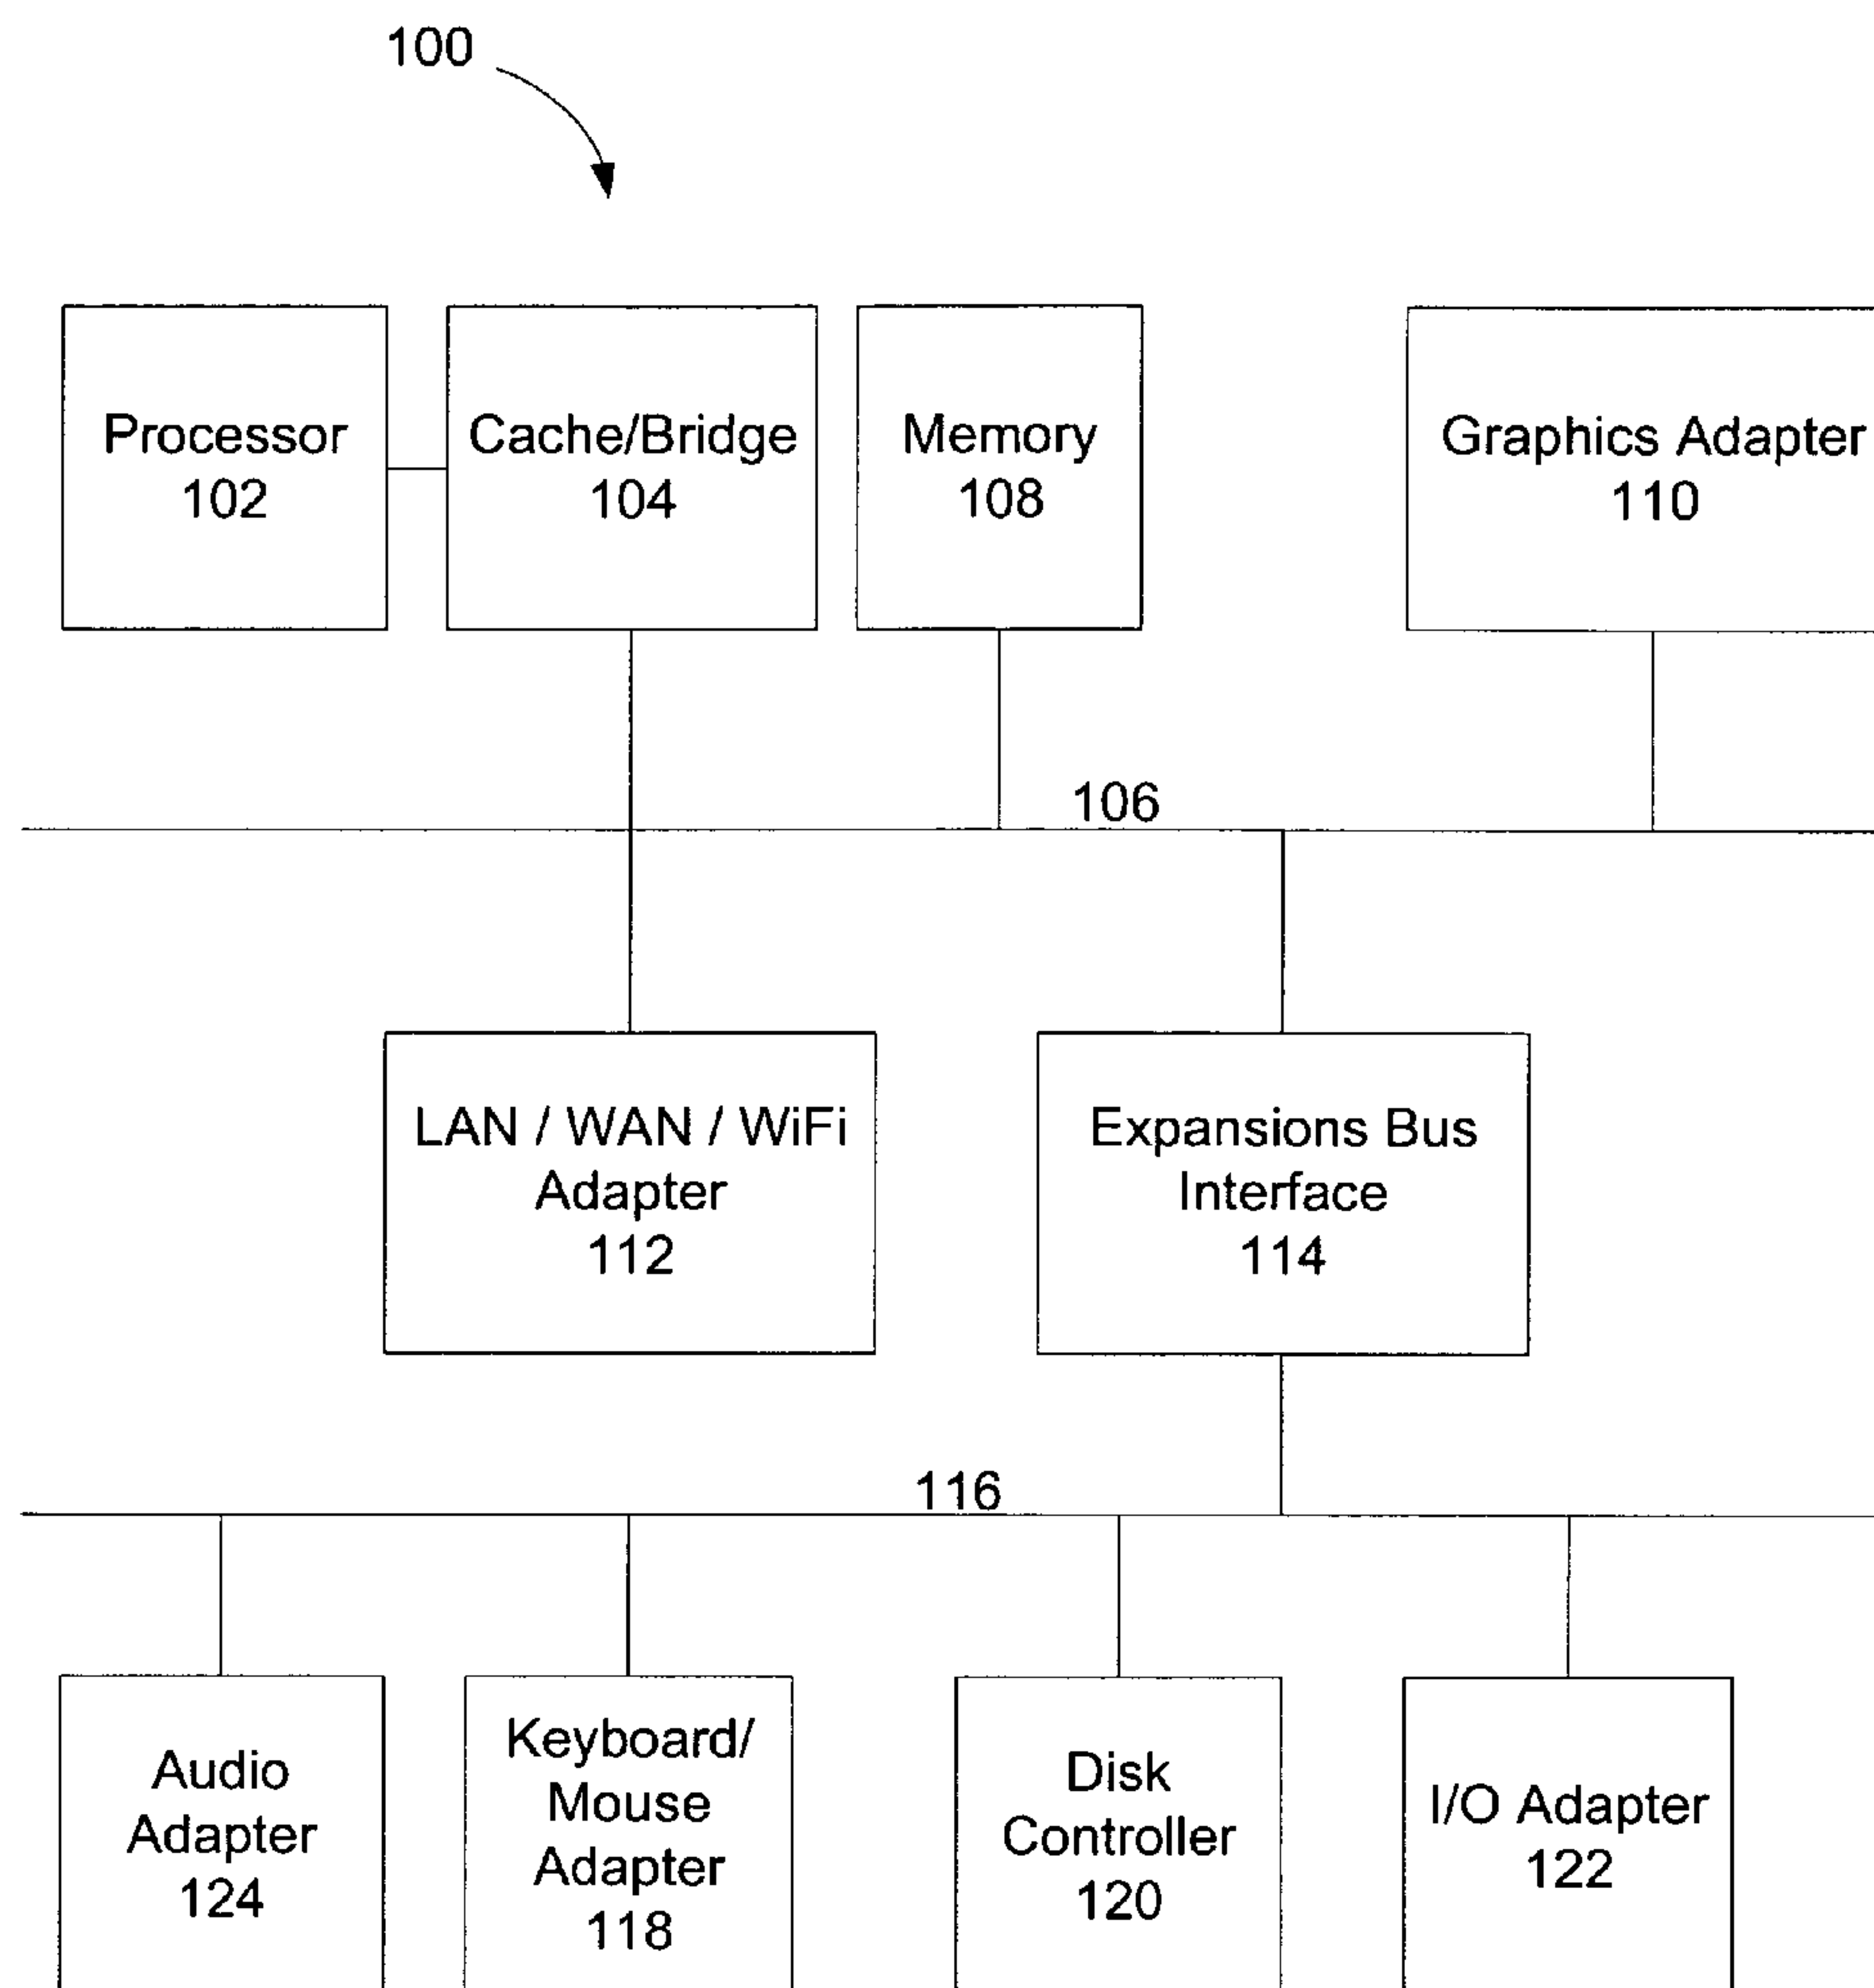 100
Processor
102
Cache/Bridge
104
Memory
108
Graphics Adapter
110
106
LAN / WAN / WiFi
Adapter
112
Expansions Bus
Interface
114
116
Audio
Adapter
124
Keyboard/
Mouse
Adapter
118
Disk
Controller
120
I/O Adapter
122